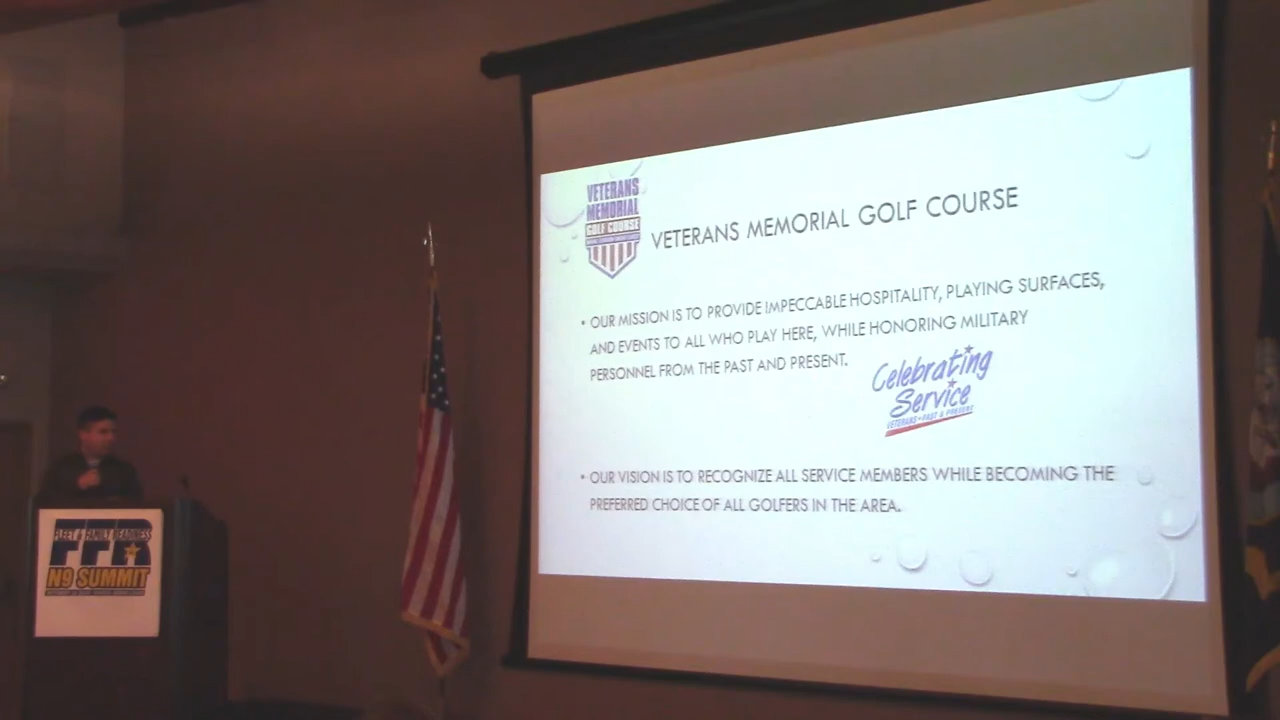 VETERANS
MEMORIAL
GOLF COURSE
VETERANS MEMORIAL GOLF COURSE
• OUR MISSION IS TO PROVIDE IMPECCABLE HOSPITALITY, PLAYING SURFACES,
AND EVENTS TO ALL WHO PLAY HERE, WHILE HONORING MILITARY
PERSONNEL FROM THE PAST AND PRESENT.
Celebrating
Service
VETERANS • PAST & PRESENT
• OUR VISION IS TO RECOGNIZE ALL SERVICE MEMBERS WHILE BECOMING THE
PREFERRED CHOICE OF ALL GOLFERS IN THE AREA.
FLEET & FAMILY READINESS
FFR
N9 SUMMIT